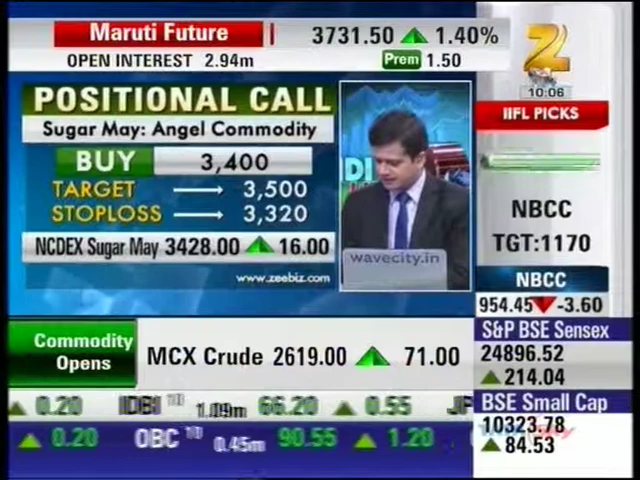 Maruti Future
3731.50 1.40%
OPEN INTEREST 2.94m
Prem 1.50
10:06
POSITIONAL CALL
Sugar May: Angel Commodity
BUY 3,400
TARGET 3,500
STOPLOSS 3,320
NCDEX Sugar May 3428.00 16.00
www.zeebiz.com
wavecity.in
IIFL PICKS
NBCC
TGT:1170
NBCC
954.45 -3.60
S&P BSE Sensex
24896.52
214.04
BSE Small Cap
10323.78
84.53
Commodity
Opens
MCX Crude 2619.00 71.00
0.20 IDBI 1.09m 66.20 0.55
0.20 OBC 0.45m 90.55 1.20